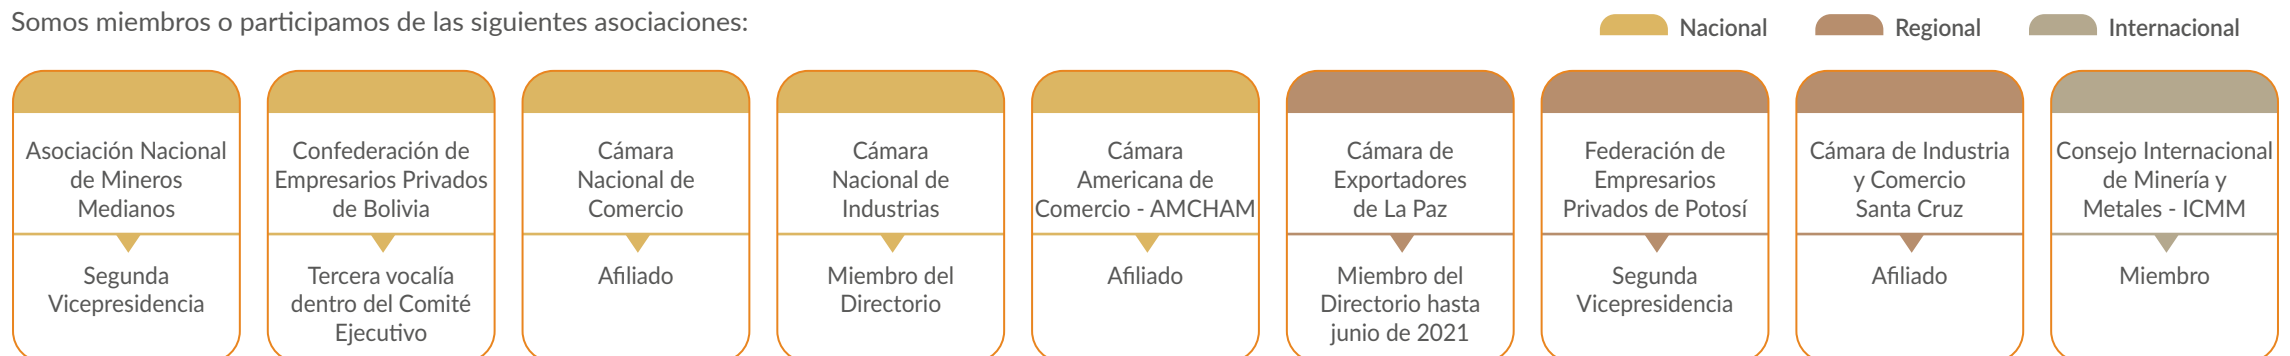 Somos miembros o participamos de las siguientes asociaciones:
Nacional
Regional
Internacional
Asociación Nacional
de Mineros
Medianos
Segunda
Vicepresidencia
Confederación de
Empresarios Privados
de Bolivia
Tercera vocalía
dentro del Comité
Ejecutivo
Cámara
Nacional de
Comercio
Afiliado
Cámara
Nacional de
Industrias
Miembro del
Directorio
Cámara
Americana de
Comercio - AMCHAM
Afiliado
Cámara de
Exportadores
de La Paz
Miembro del
Directorio hasta
junio de 2021
Federación de
Empresarios
Privados de Potosí
Segunda
Vicepresidencia
Cámara de Industria
y Comercio
Santa Cruz
Afiliado
Consejo Internacional
de Minería y
Metales - ICMM
Miembro